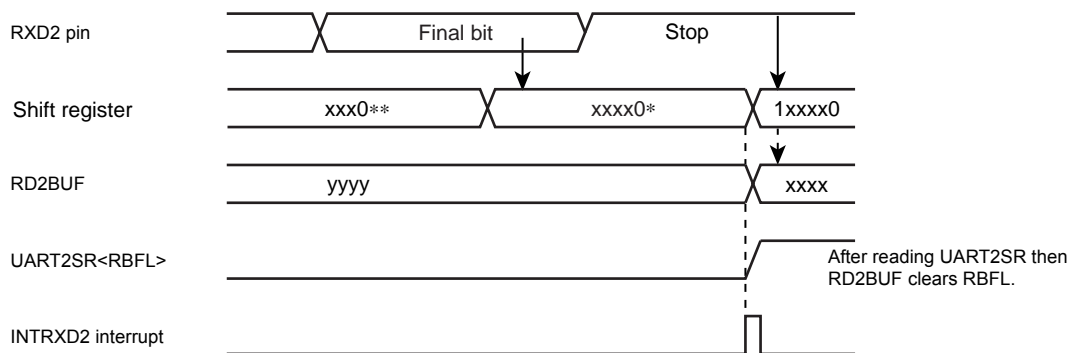 RXD2 pin Final bit Stop
Shift register xxx0** xxxx0* 1xxxx0
RD2BUF yyyy xxxx
UART2SR<RBFL> After reading UART2SR then
RD2BUF clears RBFL.
INTRXD2 interrupt